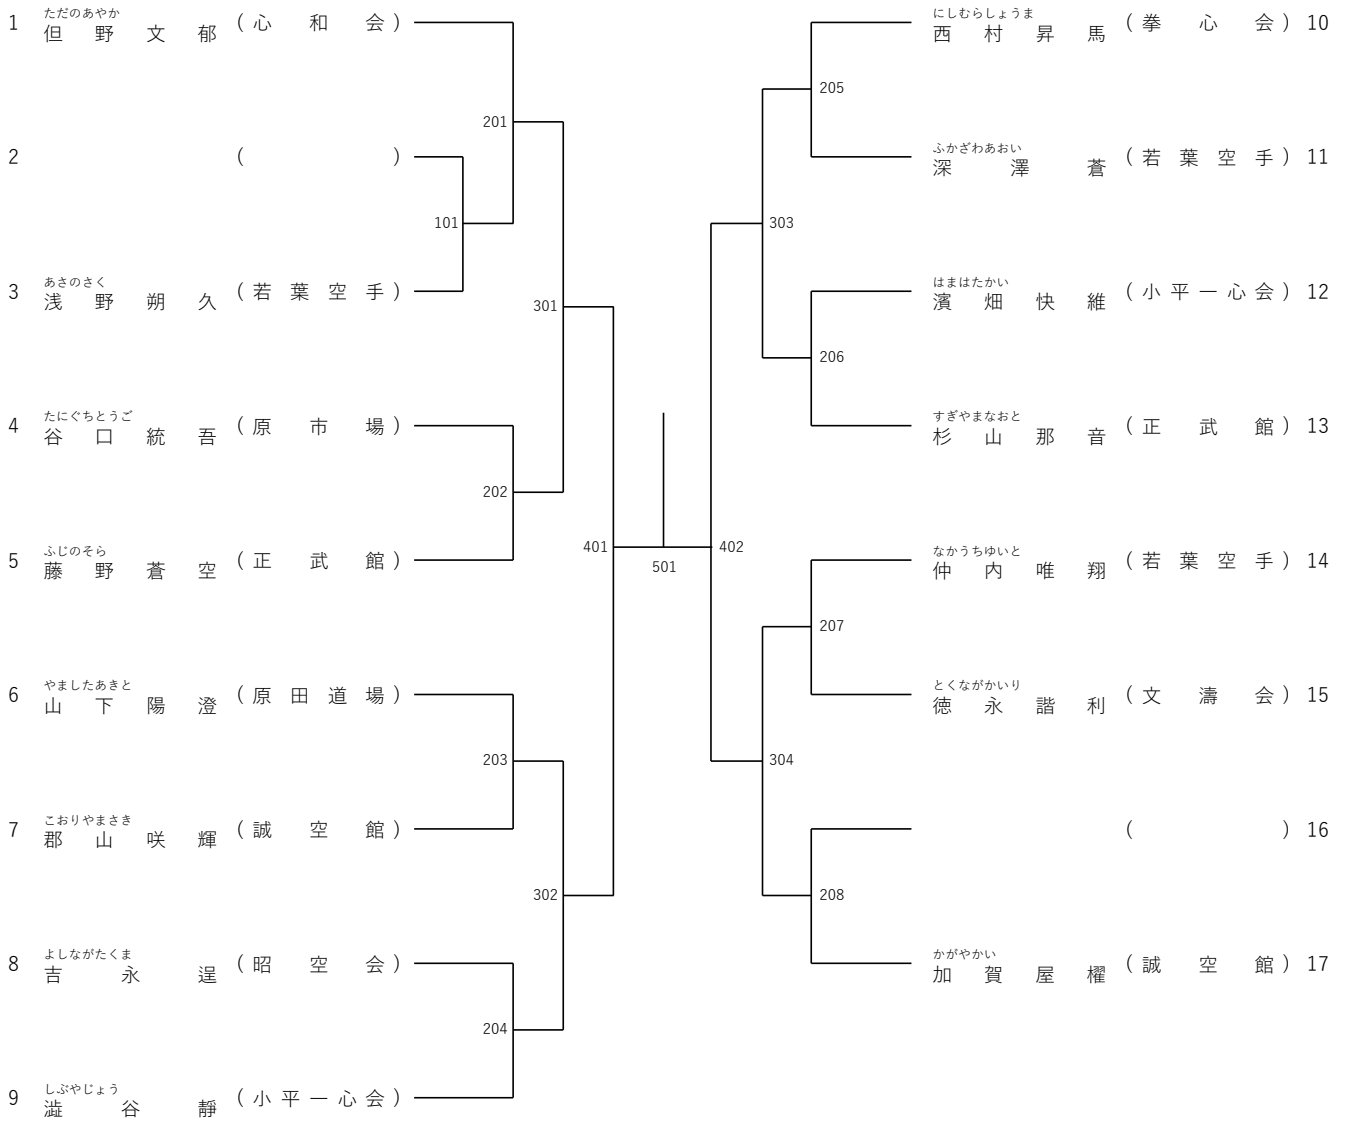 ただのあやか
1 但野文郁 (心和会)
2 ( )
あさのさく
3 浅野朔久 (若葉空手)
たにぐちとうご
4 谷口統吾 (原市場)
ふじのそら
5 藤野蒼空 (正武館)
やましたあきと
6 山下陽澄 (原田道場)
こおりやまさき
7 郡山咲輝 (誠空館)
よしながたくま
8 吉永逞 (昭空会)
しぶやじょう
9 澁谷靜 (小平一心会)
201
101
301
202
203
302
204
401
501
402
205
303
206
207
304
208
にしむらしょうま
西村昇馬 (拳心会) 10
ふかざわあおい
深澤蒼 (若葉空手) 11
はまはたかい
濱畑快維 (小平一心会) 12
すぎやまなおと
杉山那音 (正武館) 13
なかうちゆいと
仲内唯翔 (若葉空手) 14
とくながかいり
徳永諧利 (文濤会) 15
( ) 16
かがやかい
加賀屋櫂 (誠空館) 17